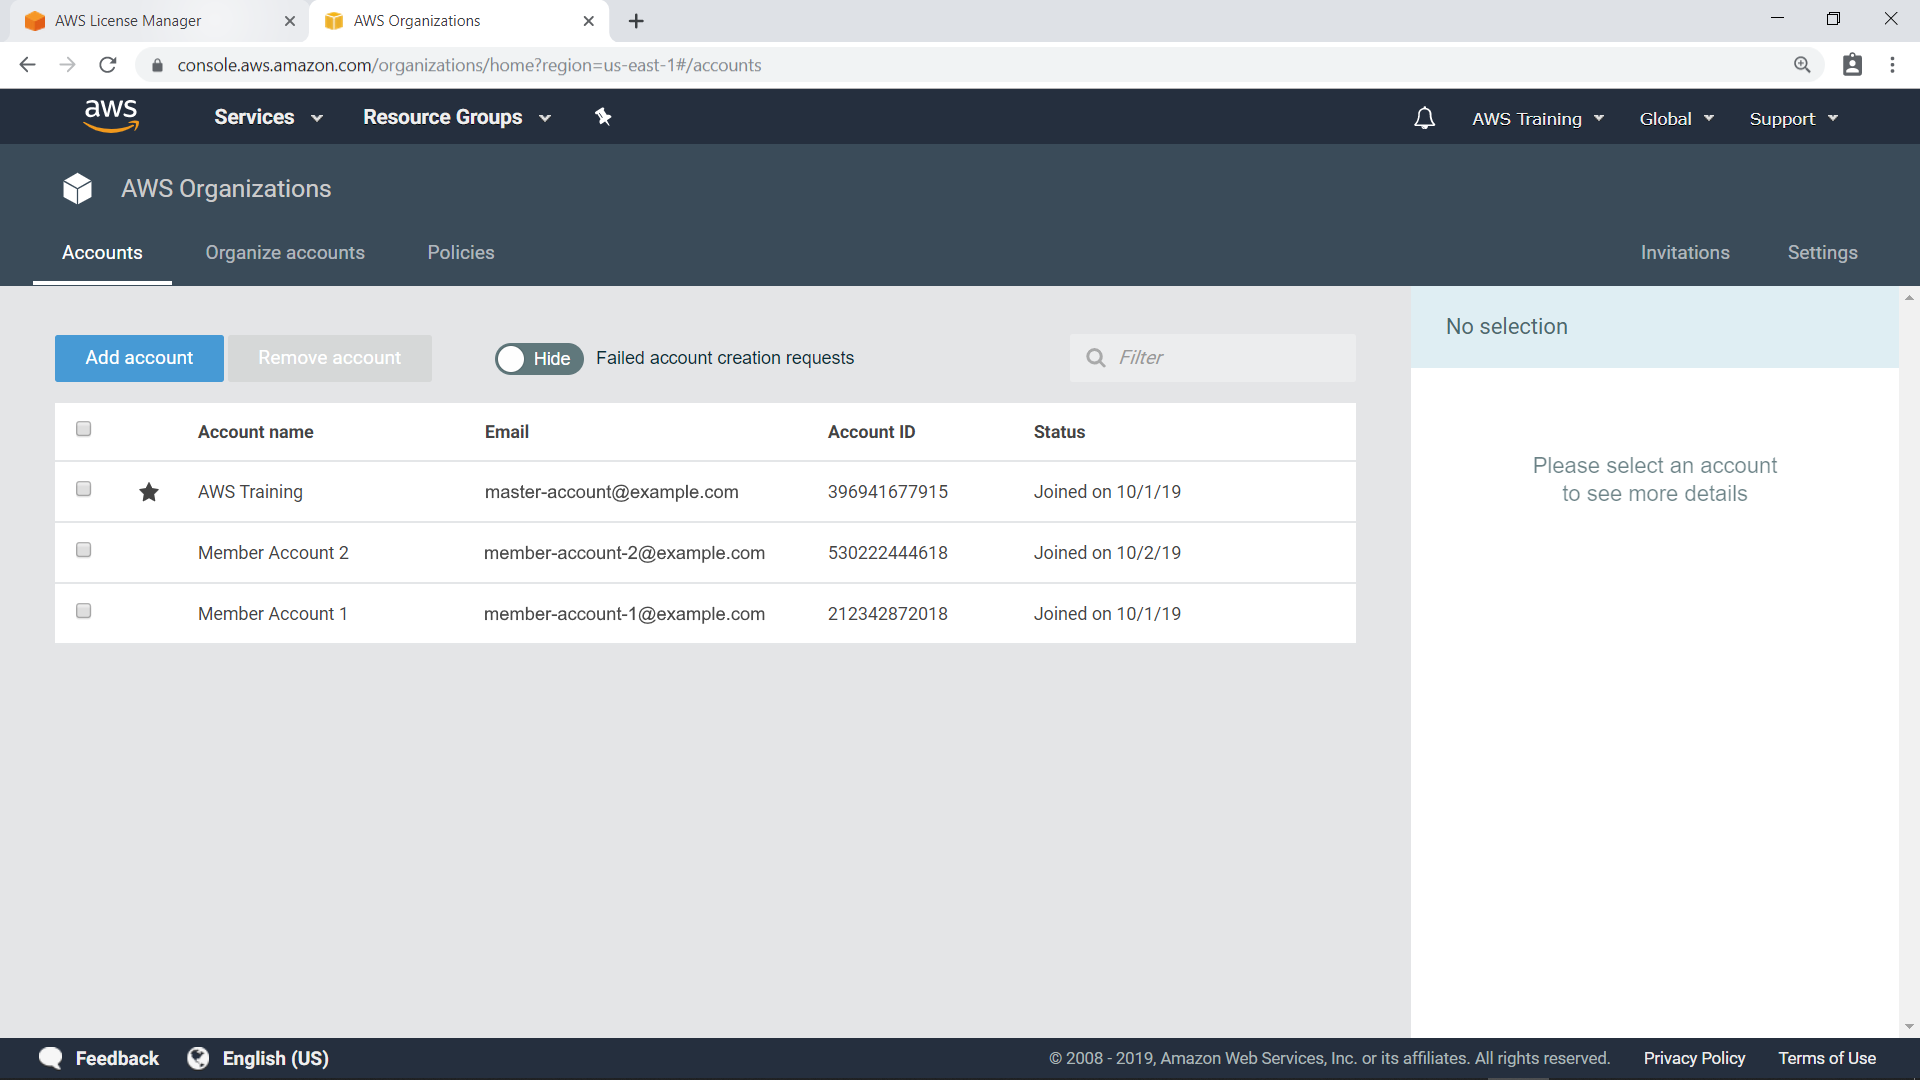 AWS License Manager
AWS Organizations
console.aws.amazon.com/organizations/home?region=us-east-1#/accounts
aws
Services
Resource Groups
AWS Training
Global
Support
AWS Organizations
Accounts
Organize accounts
Policies
Invitations
Settings
Add account
Remove account
Hide
Failed account creation requests
Filter
Account name Email Account ID Status
AWS Training master-account@example.com 396941677915 Joined on 10/1/19
Member Account 2 member-account-2@example.com 530222444618 Joined on 10/2/19
Member Account 1 member-account-1@example.com 212342872018 Joined on 10/1/19
No selection
Please select an account
to see more details
Feedback
English (US)
© 2008 - 2019, Amazon Web Services, Inc. or its affiliates. All rights reserved.
Privacy Policy
Terms of Use